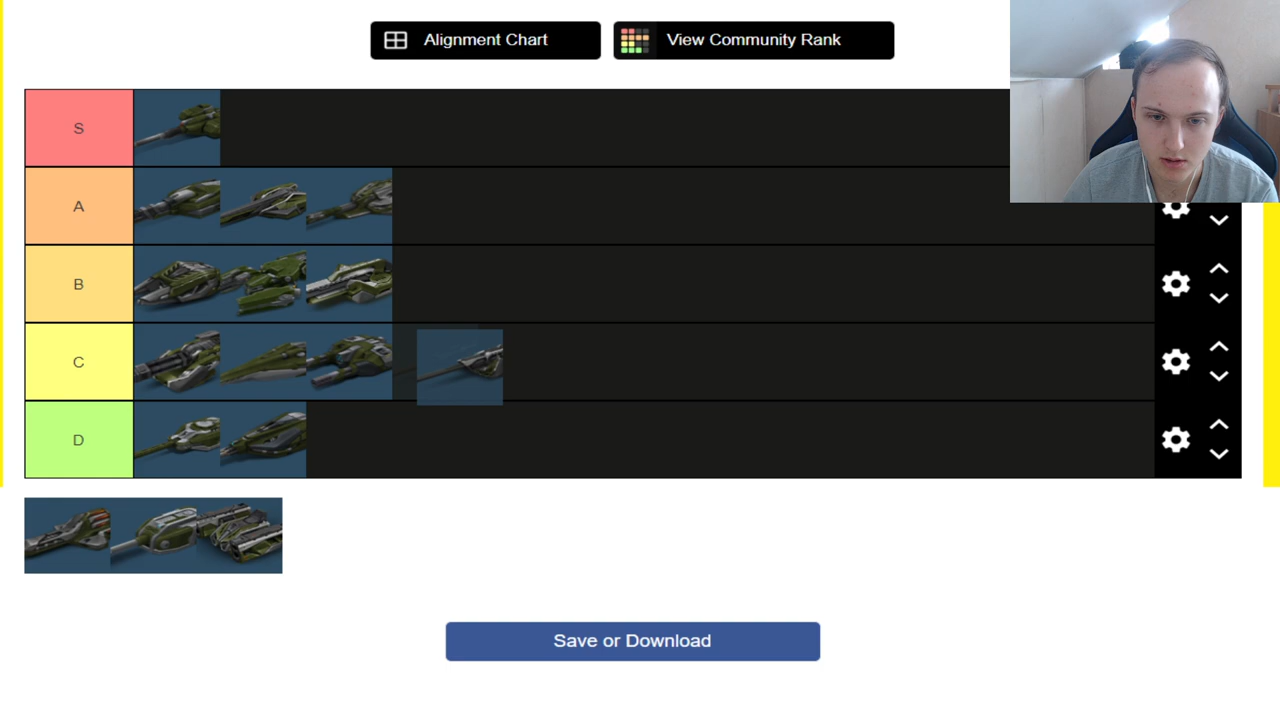 Alignment Chart
View Community Rank
S
A
B
C
D
Save or Download